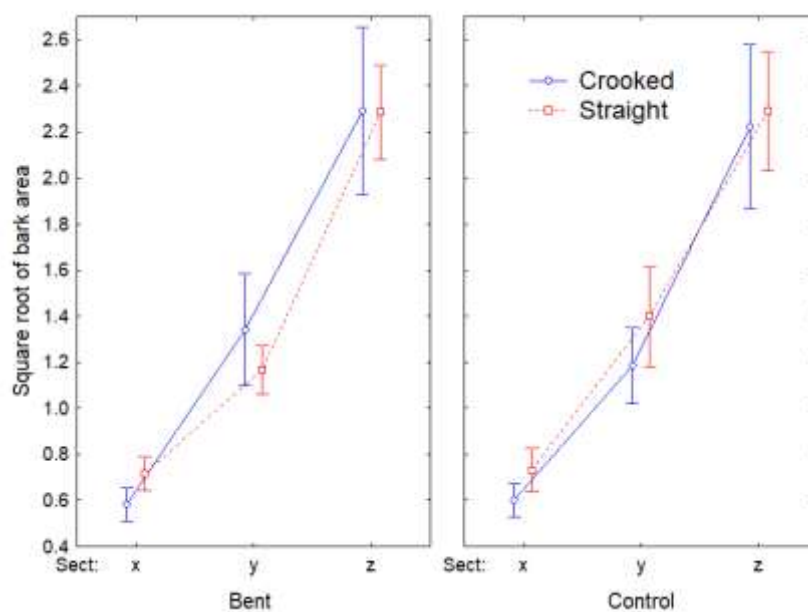 Square root of bark area
2.6
2.4
2.2
2.0
1.8
1.6
1.4
1.2
1.0
0.8
0.6
0.4
Crooked
Straight
Sect: x y z
Sect: x y z
Bent
Control